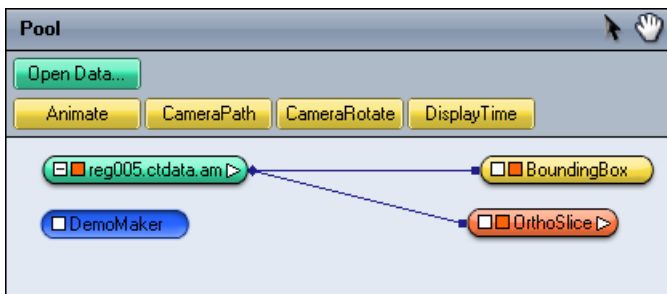 Pool
Open Data...
Animate CameraPath CameraRotate DisplayTime
reg005.ctdata.am BoundingBox
DemoMaker OrthoSlice